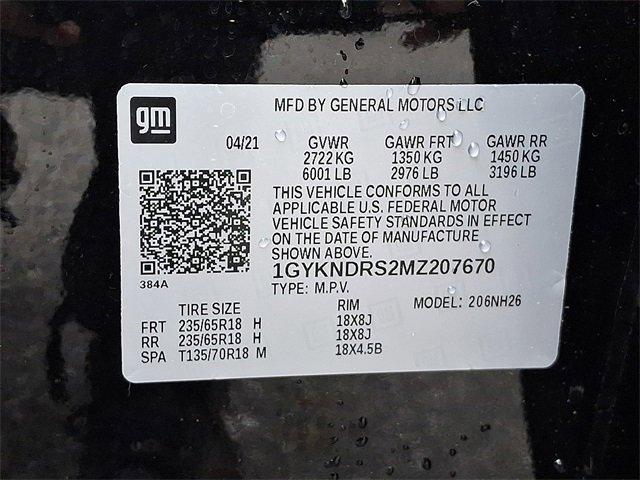 gm
MFD BY GENERAL MOTORS LLC
04/21 GVWR GAWR FRT GAWR RR
2722 KG 1350 KG 1450 KG
6001 LB 2976 LB 3196 LB
THIS VEHICLE CONFORMS TO ALL
APPLICABLE U.S. FEDERAL MOTOR
VEHICLE SAFETY STANDARDS IN EFFECT
ON THE DATE OF MANUFACTURE
SHOWN ABOVE.
384A
1GYKNDRS2MZ207670
TYPE: M.P.V. MODEL: 206NH26
TIRE SIZE RIM
FRT 235/65R18 H 18X8J
RR 235/65R18 H 18X8J
SPA T135/70R18 M 18X4.5B